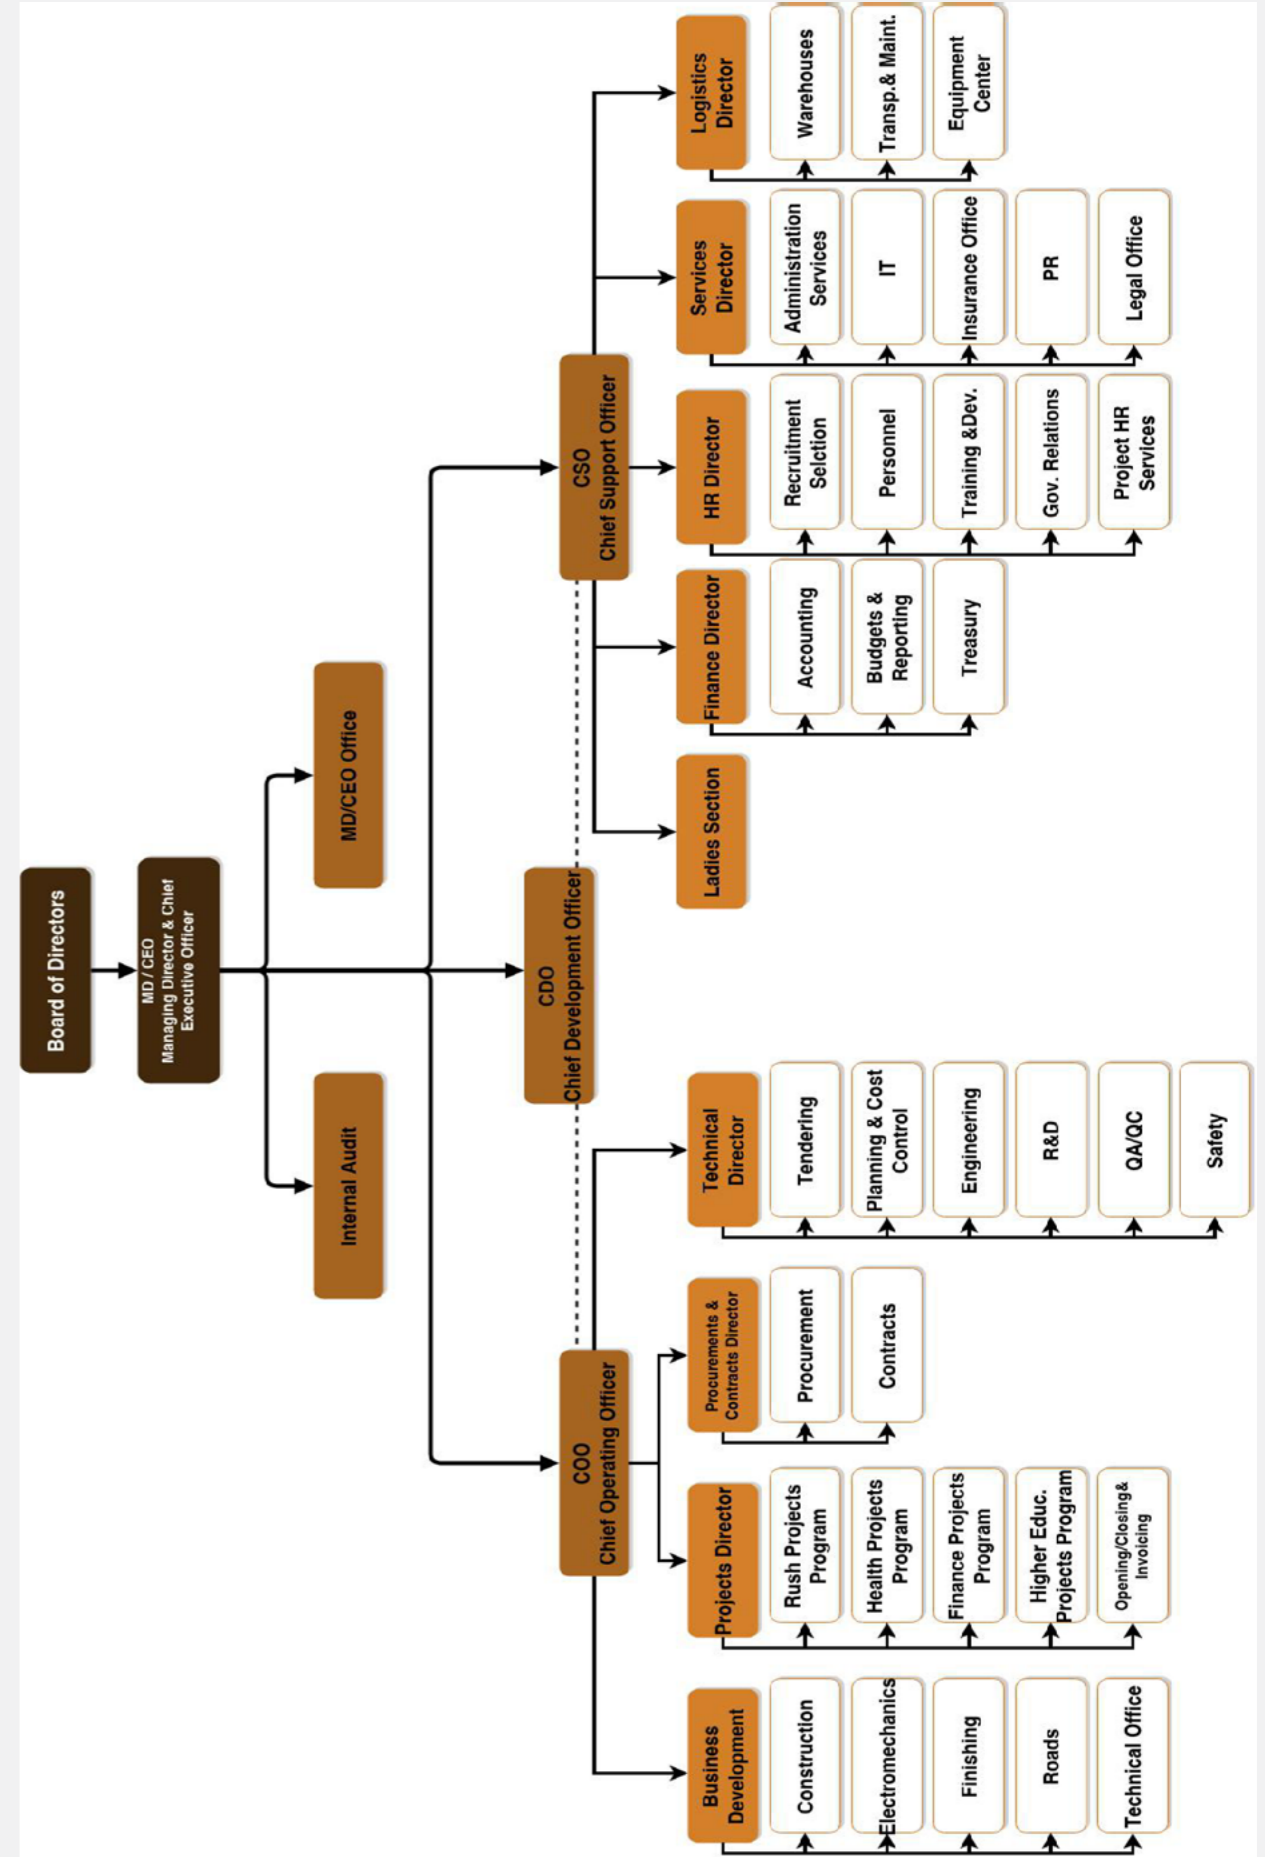 Board of Directors
MD / CEO
Managing Director & Chief
Executive Officer
Internal Audit
MD/CEO Office
COO
Chief Operating Officer
CDO
Chief Development Officer
CSO
Chief Support Officer
Business
Development
Construction
Electromechanics
Finishing
Roads
Technical Office
Projects Director
Rush Projects
Program
Health Projects
Program
Finance Projects
Program
Higher Educ.
Projects Program
Opening/Closing&
Invoicing
Procurements &
Contracts Director
Procurement
Contracts
Technical
Director
Tendering
Planning & Cost
Control
Engineering
R&D
QA/QC
Safety
Ladies Section
Finance Director
Accounting
Budgets &
Reporting
Treasury
HR Director
Recruitment
Selction
Personnel
Training &Dev.
Gov. Relations
Project HR
Services
Services
Director
Administration
Services
IT
Insurance Office
PR
Legal Office
Logistics
Director
Warehouses
Transp.& Maint.
Equipment
Center